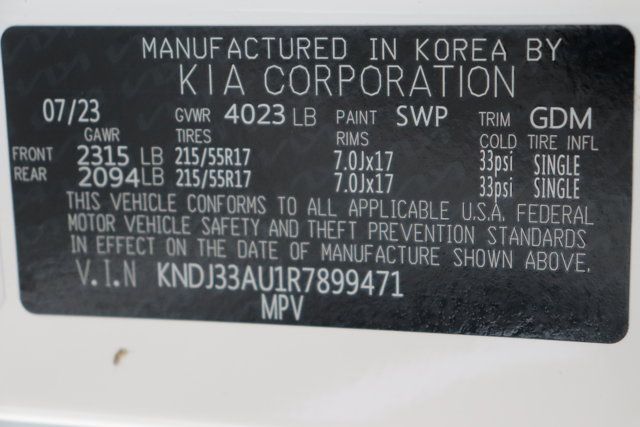 MANUFACTURED IN KOREA BY
KIA CORPORATION
07/23 GVWR 4023 LB PAINT SWP TRIM GDM
GAWR TIRES RIMS COLD TIRE INFL
FRONT 2315 LB 215/55R17 7.0Jx17 33psi SINGLE
REAR 2094 LB 215/55R17 7.0Jx17 33psi SINGLE
THIS VEHICLE CONFORMS TO ALL APPLICABLE U.S.A. FEDERAL
MOTOR VEHICLE SAFETY AND THEFT PREVENTION STANDARDS
IN EFFECT ON THE DATE OF MANUFACTURE SHOWN ABOVE.
V.I.N KNDJ33AU1R7899471
MPV